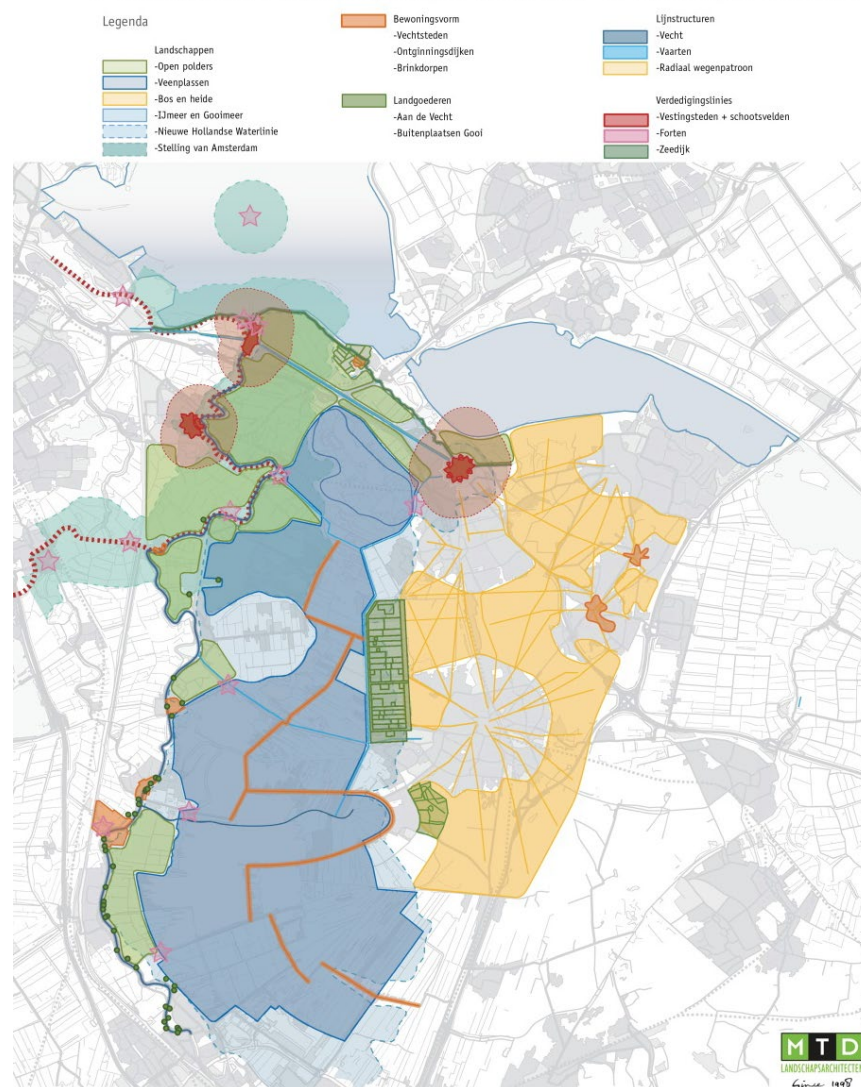 Legenda
Landschappen
-Open polders
-Veenplassen
-Bos en heide
-IJmeer en Gooimeer
-Nieuwe Hollandse Waterlinie
-Stelling van Amsterdam
Bewoningsvorm
-Vechtsteden
-Ontginningsdijken
-Brinkdorpen
Landgoederen
-Aan de Vecht
-Buitenplaatsen Gooi
Lijnstructuren
-Vecht
-Vaarten
-Radiaal wegenpatroon
Verdedigingslinies
-Vestingsteden + schootsvelden
-Forten
-Zeedijk
MTD
LANDSCHAPSARCHITECTEN
Since 1998